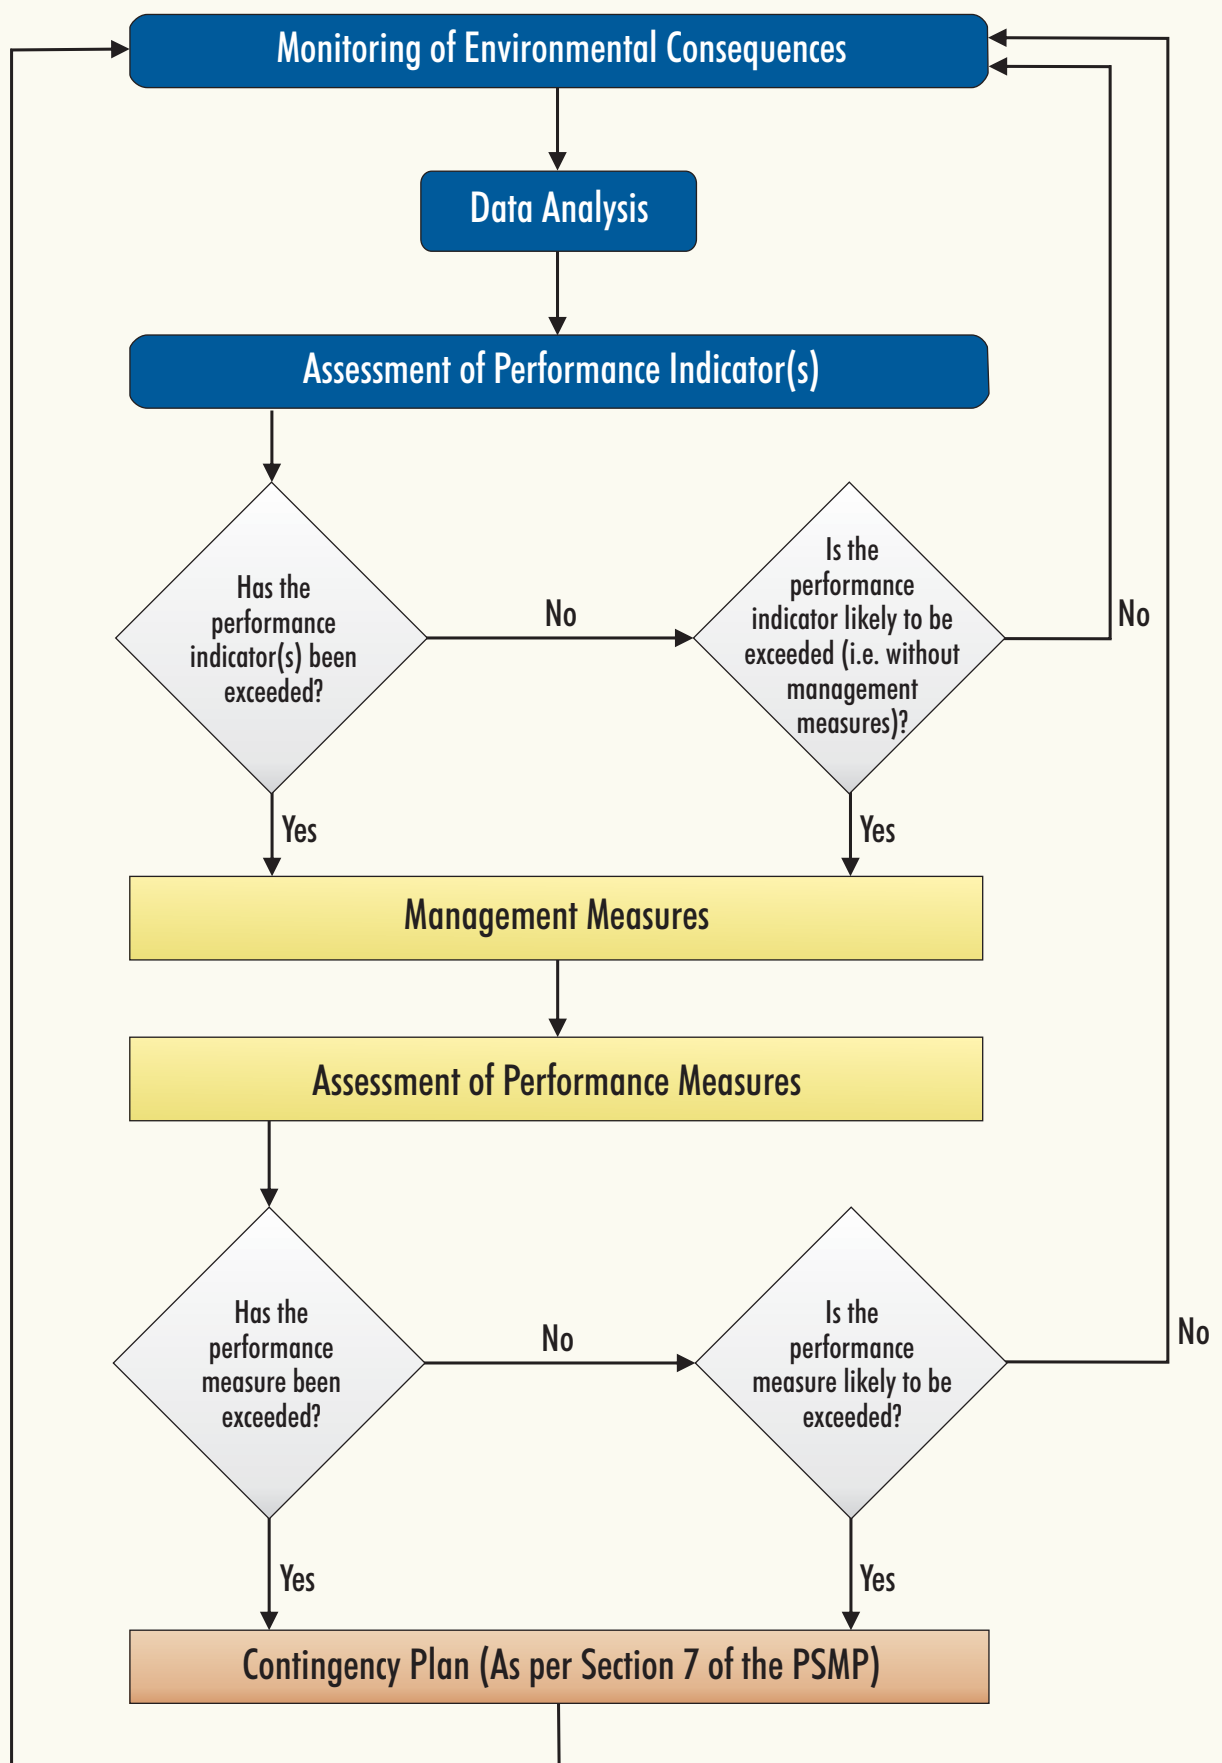 Monitoring of Environmental Consequences
Data Analysis
Assessment of Performance Indicator(s)
Has the
performance
indicator(s) been
exceeded?
No
Is the
performance
indicator likely to be
exceeded (i.e. without
management
measures)?
No
Yes
Yes
Management Measures
Assessment of Performance Measures
Has the
performance
measure been
exceeded?
No
Is the
performance
measure likely to be
exceeded?
No
Yes
Yes
Contingency Plan (As per Section 7 of the PSMP)